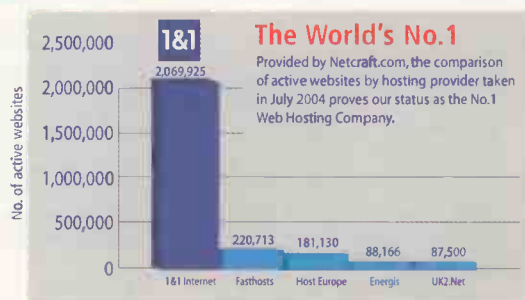 1&1
The World's No.1
Provided by Netcraft.com, the comparison
of active websites by hosting provider taken
in July 2004 proves our status as the No.1
Web Hosting Company.
No. of active websites
2,500,000
2,000,000
1,500,000
1,000,000
500,000
0
2,069,925
220,713
181,130
88,166
87,500
1&1 Internet
Fasthosts
Host Europe
Energis
UK2.Net